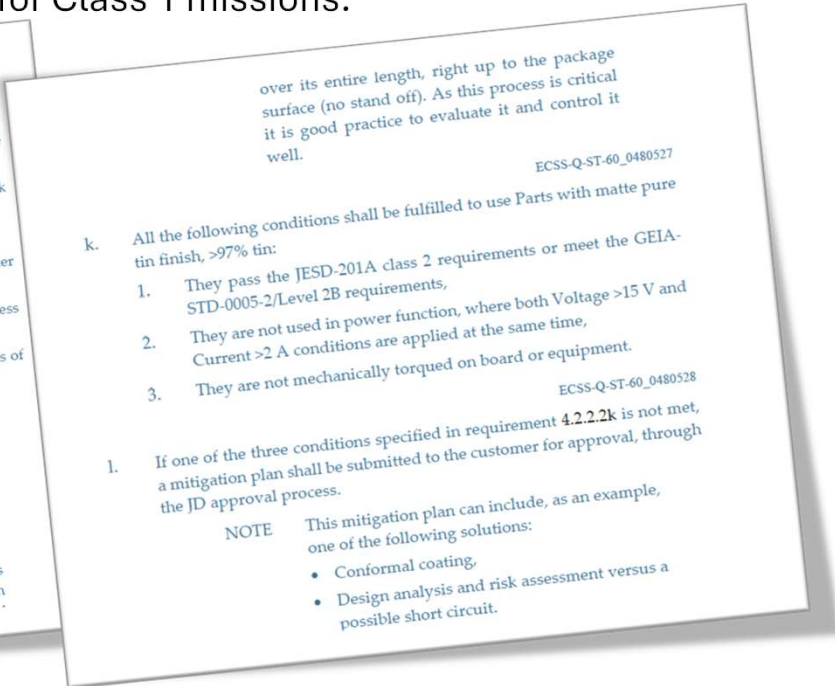 for Class 1 missions.
over its entire length, right up to the package
surface (no stand off). As this process is critical
it is good practice to evaluate it and control it
well.
ECSS-Q-ST-60_0480527
k. All the following conditions shall be fulfilled to use Parts with matte pure
tin finish, >97% tin:
1. They pass the JESD-201A class 2 requirements or meet the GEIA-
STD-0005-2/Level 2B requirements,
2. They are not used in power function, where both Voltage >15 V and
Current >2 A conditions are applied at the same time,
3. They are not mechanically torqued on board or equipment.
ECSS-Q-ST-60_0480528
l. If one of the three conditions specified in requirement 4.2.2.2k is not met,
a mitigation plan shall be submitted to the customer for approval, through
the JD approval process.
NOTE This mitigation plan can include, as an example,
one of the following solutions:
• Conformal coating,
• Design analysis and risk assessment versus a
possible short circuit.